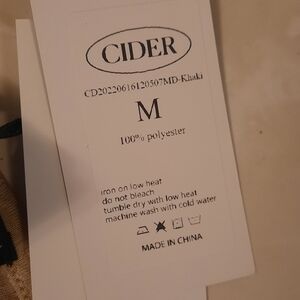 CIDER
CD20220616120507MD-Khaki
M
100% polyester
iron on low heat
do not bleach
tumble dry with low heat
machine wash with cold water
MADE IN CHINA